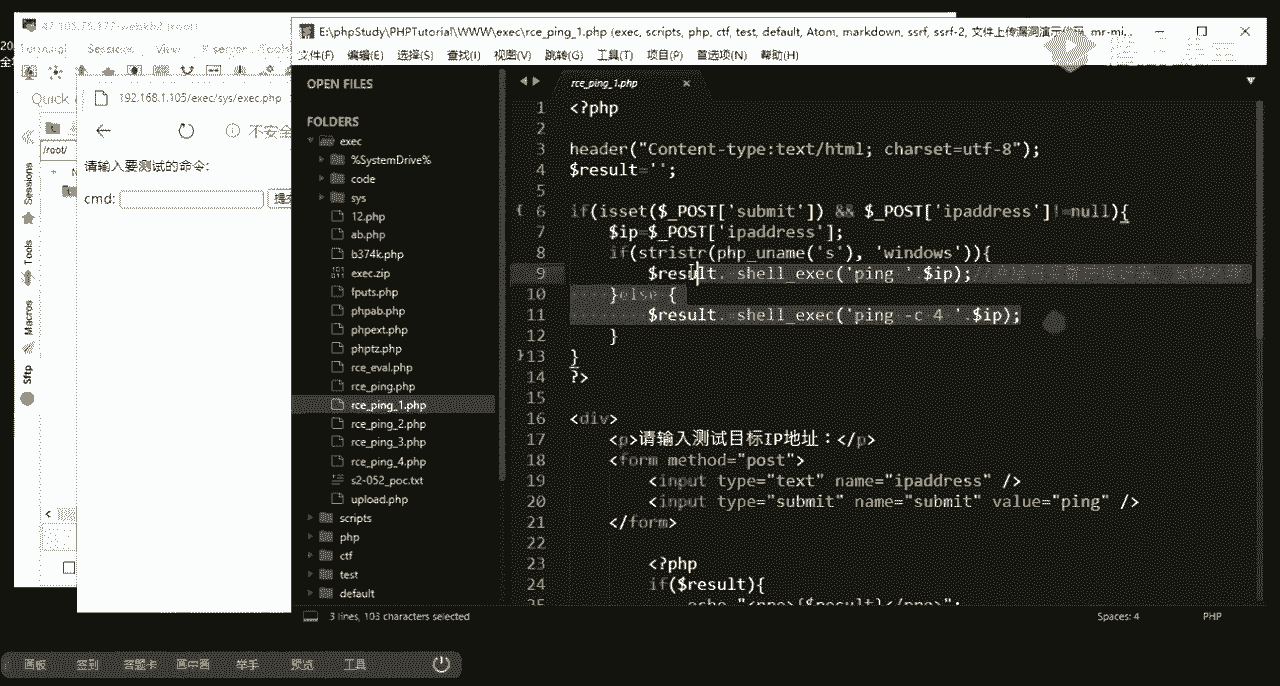 47.105.75.177-webkh2 (root)
Sessions View X server Tools
Quick
/root/
Sessions
Tools
Macros
Sftp
192.168.1.105/exec/sys/exec.php
不安全
请输入要测试的命令:
cmd:
E:\phpStudy\PHPTutorial\WWW\exec\rce_ping_1.php (exec, scripts, php, ctf, test, default, Atom, markdown, ssrf, ssrf-2, 文件上传漏洞演示代码, mr-mi...
文件(F) 编辑(E) 选择(S) 查找(I) 视图(V) 跳转(G) 工具(T) 项目(P) 首选项(N) 帮助(H)
OPEN FILES
FOLDERS
exec
%SystemDrive%
code
sys
12.php
ab.php
b374k.php
exec.zip
fputs.php
phpab.php
phpext.php
phptz.php
rce_eval.php
rce_ping.php
rce_ping_1.php
rce_ping_2.php
rce_ping_3.php
rce_ping_4.php
s2-052_poc.txt
upload.php
scripts
php
ctf
test
default
rce_ping_1.php ×
1 <?php
2
3 header("Content-type:text/html; charset=utf-8");
4 $result='';
5
6 if(isset($_POST['submit']) && $_POST['ipaddress']!=null){
7 $ip=$_POST['ipaddress'];
8 if(stristr(php_uname('s'), 'windows')){
9 $result.=shell_exec('ping '.$ip);
10 }else {
11 $result.=shell_exec('ping -c 4 '.$ip);
12 }
13 }
14 ?>
15
16 <div>
17 <p>请输入测试目标IP地址：</p>
18 <form method="post">
19 <input type="text" name="ipaddress" />
20 <input type="submit" name="submit" value="ping" />
21 </form>
22
23 <?php
24 if($result){
25 echo "<pre>{$result}</pre>";
3 lines, 103 characters selected
Spaces: 4
PHP
画板 签到 答题卡 画中画 举手 预览 工具